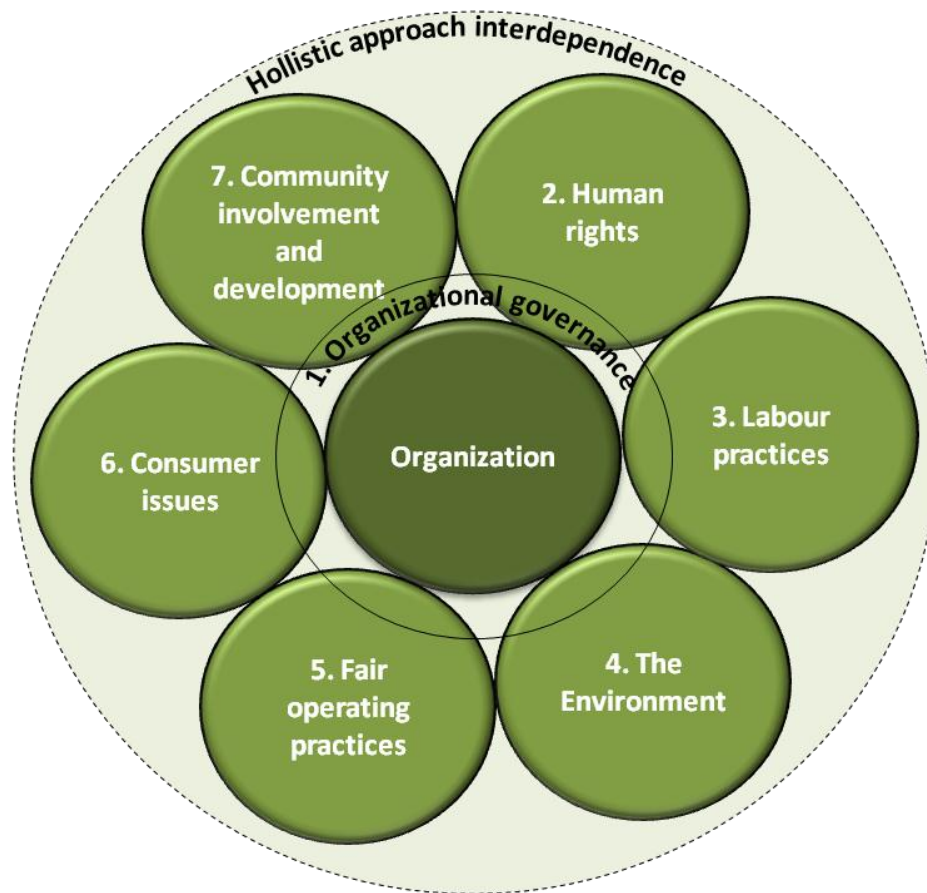 Hollistic approach interdependence
7. Community
involvement
and
development
2. Human
rights
1. Organizational governance
3. Labour
practices
6. Consumer
issues
Organization
4. The
Environment
5. Fair
operating
practices